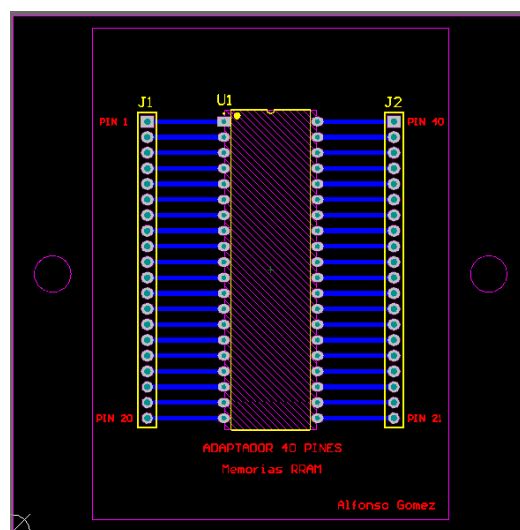 J1 U1 J2
PIN 1 PIN 40
PIN 20 PIN 21
ADAPTADOR 40 PINES
Memorias RRAM
Alfonso Gomez